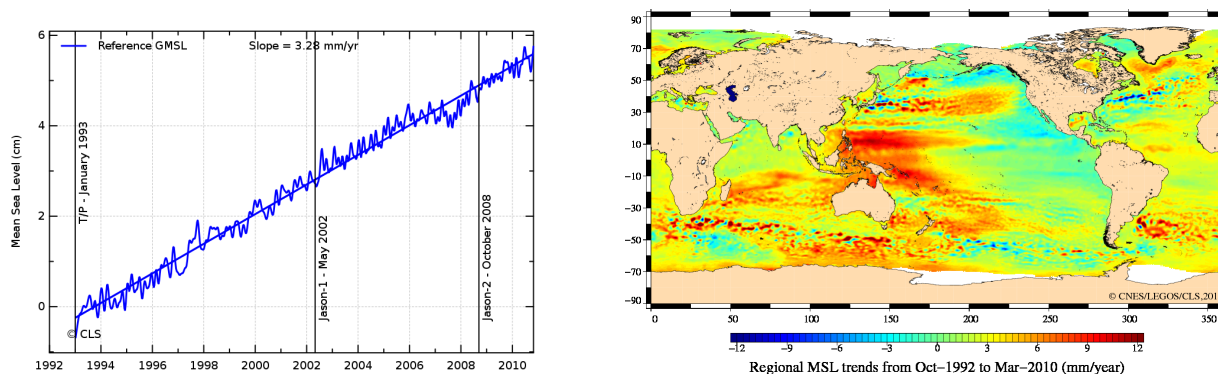 Reference GMSL
Slope = 3.28 mm/yr
Mean Sea Level (cm)
6
4
2
0
T/P - January 1993
Jason-1 - May 2002
Jason-2 - October 2008
© CLS
1992 1994 1996 1998 2000 2002 2004 2006 2008 2010
90
70
50
30
10
−10
−30
−50
−70
−90
© CNES/LEGOS/CLS,201
0 50 100 150 200 250 300 350
−12 −9 −6 −3 0 3 6 9 12
Regional MSL trends from Oct−1992 to Mar−2010 (mm/year)